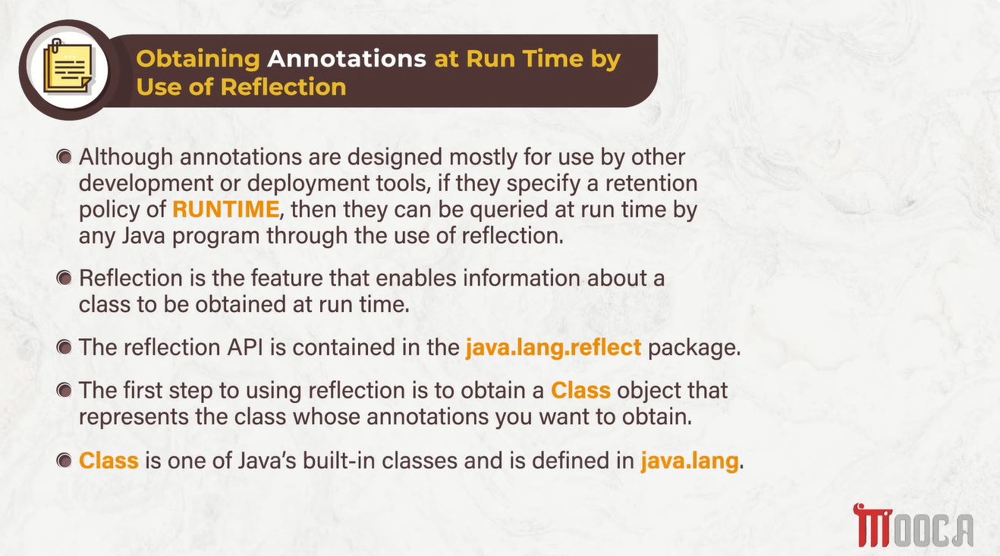 Obtaining Annotations at Run Time by
Use of Reflection
Although annotations are designed mostly for use by other
development or deployment tools, if they specify a retention
policy of RUNTIME, then they can be queried at run time by
any Java program through the use of reflection.
Reflection is the feature that enables information about a
class to be obtained at run time.
The reflection API is contained in the java.lang.reflect package.
The first step to using reflection is to obtain a Class object that
represents the class whose annotations you want to obtain.
Class is one of Java’s built-in classes and is defined in java.lang.
MOOCA